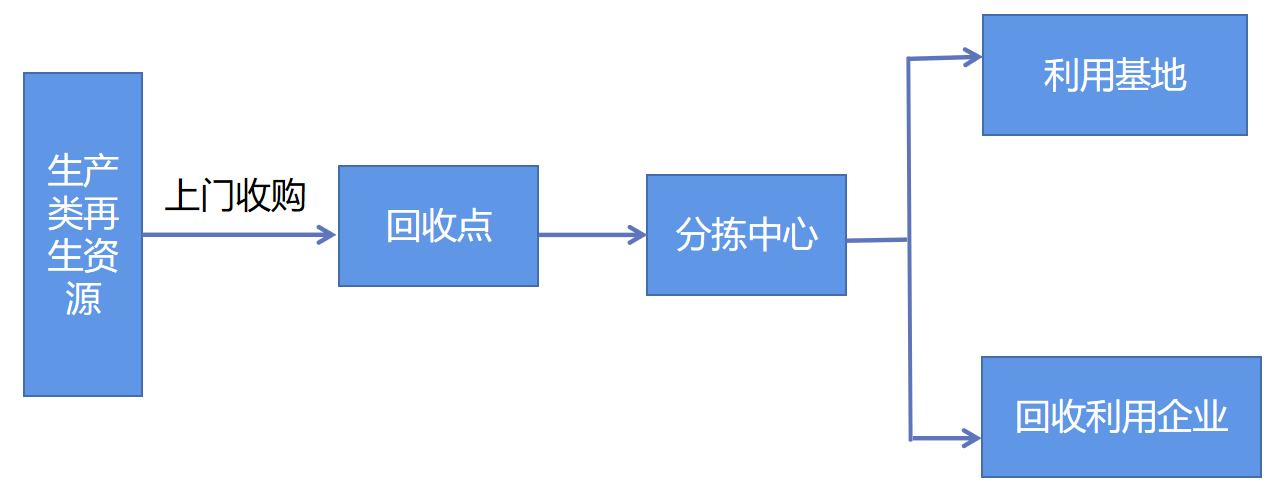 生产
类再
生资
源
上门收购
回收点
分拣中心
利用基地
回收利用企业